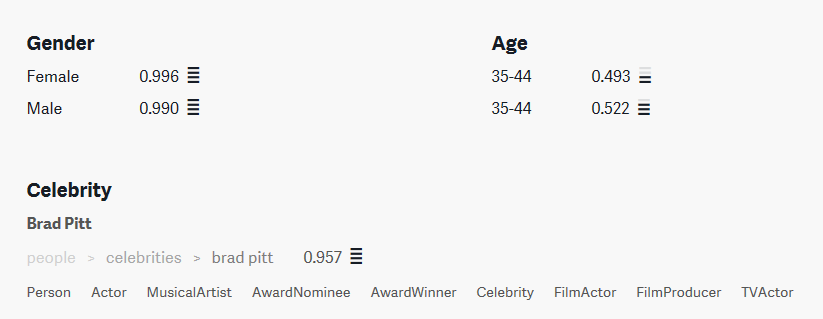 Gender Age
Female 0.996 35-44 0.493
Male 0.990 35-44 0.522
Celebrity
Brad Pitt
people > celebrities > brad pitt 0.957
Person Actor MusicalArtist AwardNominee AwardWinner Celebrity FilmActor FilmProducer TVActor